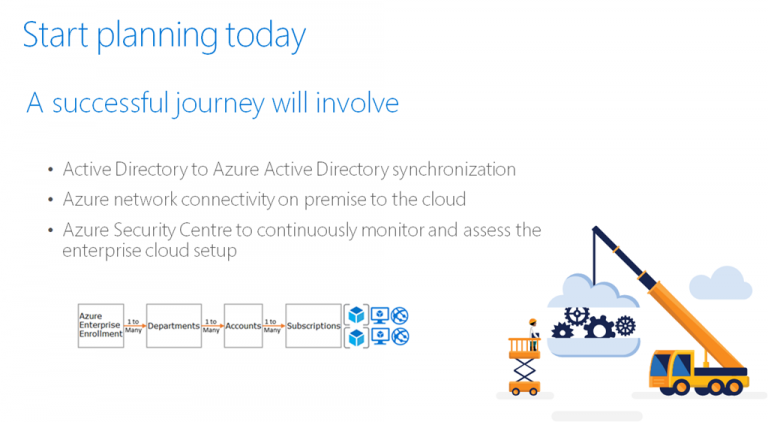 Start planning today
A successful journey will involve
• Active Directory to Azure Active Directory synchronization
• Azure network connectivity on premise to the cloud
• Azure Security Centre to continuously monitor and assess the
enterprise cloud setup
Azure
Enterprise
Enrollment
1 to
Many
Departments
1 to
Many
Accounts
1 to
Many
Subscriptions